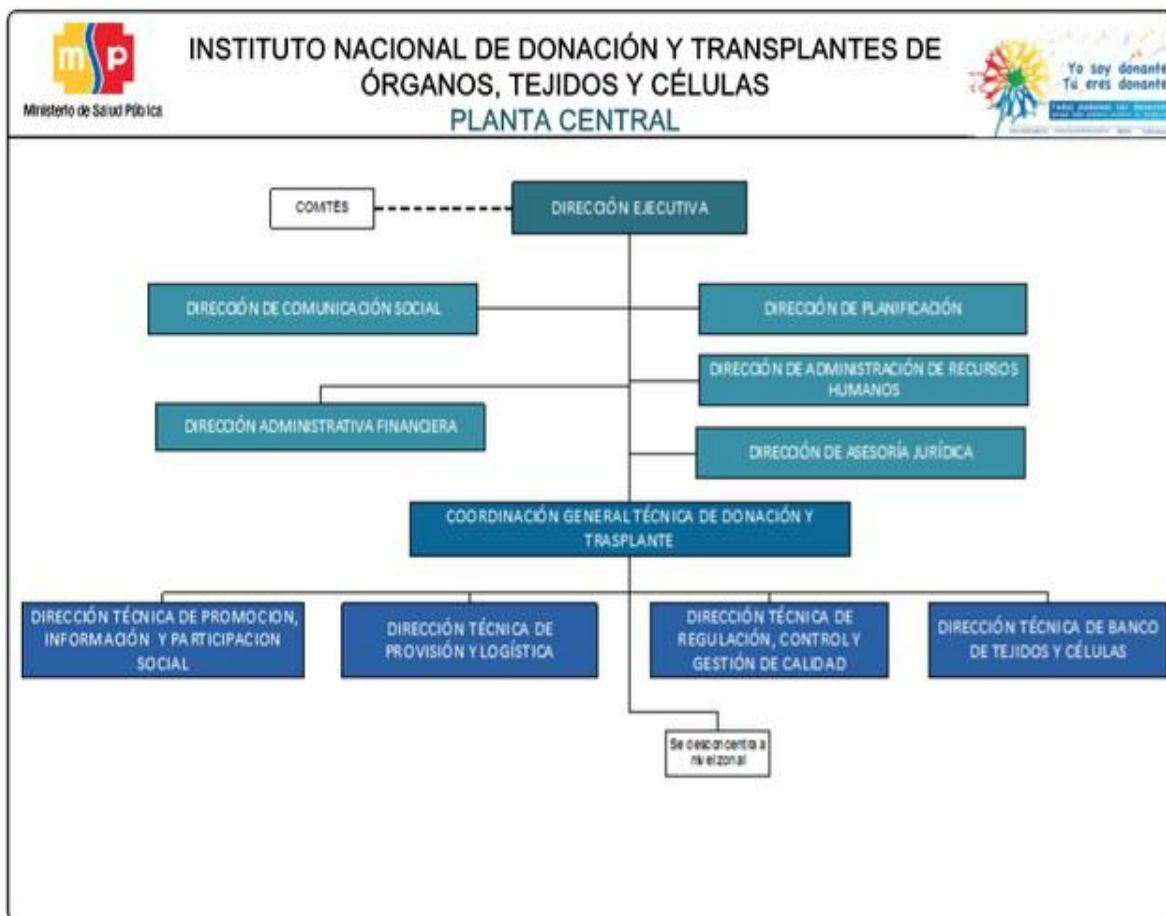 msp
Ministerio de Salud Pública
INSTITUTO NACIONAL DE DONACIÓN Y TRANSPLANTES DE
ÓRGANOS, TEJIDOS Y CÉLULAS
PLANTA CENTRAL
Yo soy donante
Tú eres donante
COMITÉS
DIRECCIÓN EJECUTIVA
DIRECCIÓN DE COMUNICACIÓN SOCIAL
DIRECCIÓN DE PLANIFICACIÓN
DIRECCIÓN DE ADMINISTRACIÓN DE RECURSOS
HUMANOS
DIRECCIÓN ADMINISTRATIVA FINANCIERA
DIRECCIÓN DE ASESORÍA JURÍDICA
COORDINACIÓN GENERAL TÉCNICA DE DONACIÓN Y
TRASPLANTE
DIRECCIÓN TÉCNICA DE PROMOCION,
INFORMACIÓN Y PARTICIPACION
SOCIAL
DIRECCIÓN TÉCNICA DE
PROVISIÓN Y LOGÍSTICA
DIRECCIÓN TÉCNICA DE
REGULACIÓN, CONTROL Y
GESTIÓN DE CALIDAD
DIRECCIÓN TÉCNICA DE BANCO
DE TEJIDOS Y CÉLULAS
Se desconcentra a
nivel zonal